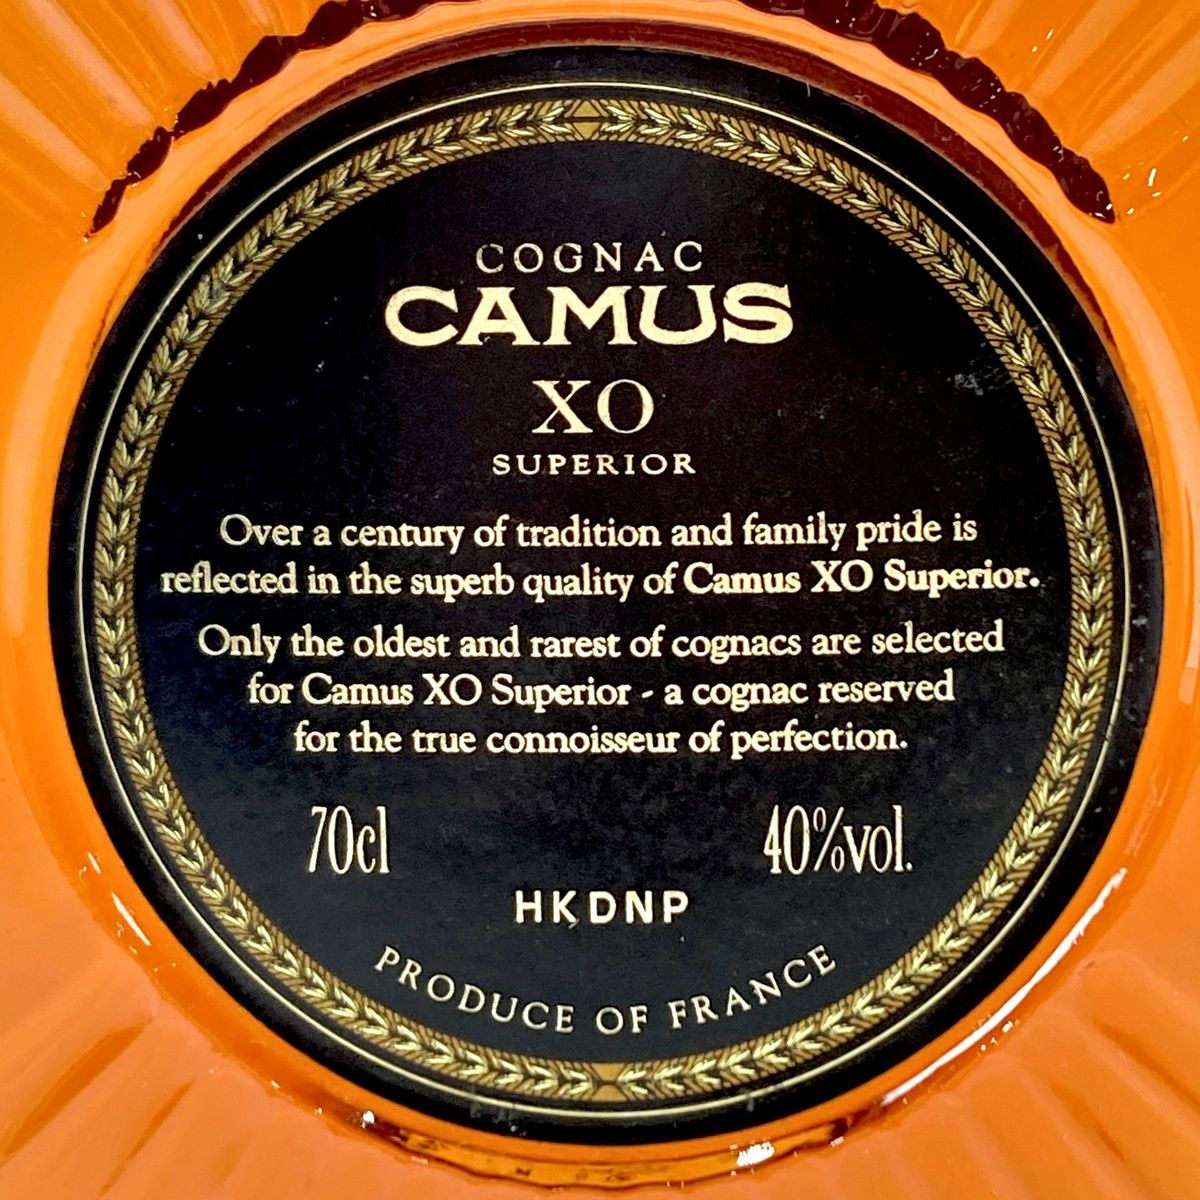 COGNAC
CAMUS
XO
SUPERIOR
Over a century of tradition and family pride is
reflected in the superb quality of Camus XO Superior.
Only the oldest and rarest of cognacs are selected
for Camus XO Superior - a cognac reserved
for the true connoisseur of perfection.
70cl 40%vol.
HKDNP
PRODUCE OF FRANCE